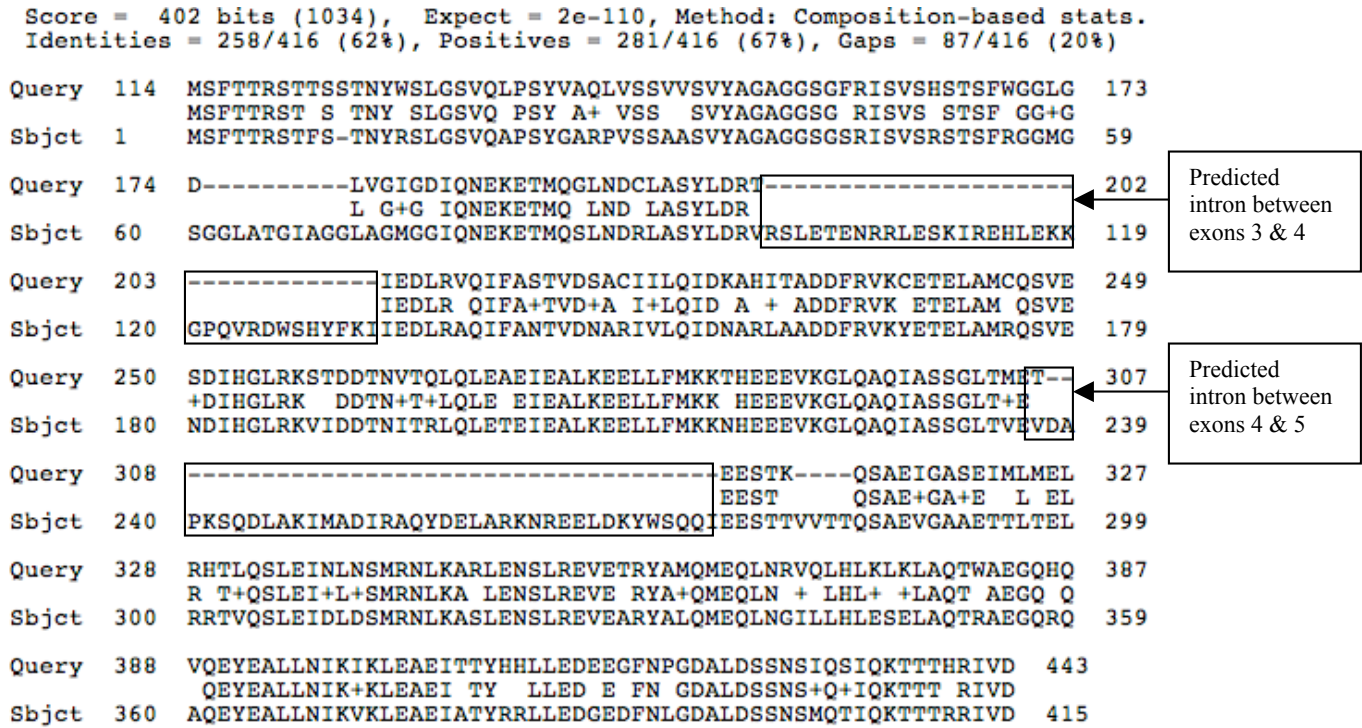 Score = 402 bits (1034), Expect = 2e-110, Method: Composition-based stats.
Identities = 258/416 (62%), Positives = 281/416 (67%), Gaps = 87/416 (20%)
Query 114 MSFTTRSTTSSTNYWSLGSVQLPSYVAQLVSSVVSVYAGAGGSGFRISVSHSTSFWGGLG 173
MSFTTRST S TNY SLGSVQ PSY A+ VSS SVYAGAGGSG RISVS STSF GG+G
Sbjct 1 MSFTTRSTFS-TNYRSLGSVQAPSYGARPVSSAASVYAGAGGSGSRISVSRSTSFRGGMG 59
Query 174 D----------LVGIGDIQNEKETMQGLNDCLASYLDRT--------------------- 202
L G+G IQNEKETMQ LND LASYLDR
Sbjct 60 SGGLATGIAGGLAGMGGIQNEKETMQSLNDRLASYLDRVRSLETENRRLESKIREHLEKK 119
Predicted
intron between
exons 3 & 4
Query 203 -------------IEDLRVQIFASTVDSACIILQIDKAHITADDFRVKCETELAMCQSVE 249
IEDLR QIFA+TVD+A I+LQID A + ADDFRVK ETELAM QSVE
Sbjct 120 GPQVRDWSHYFKIIEDLRAQIFANTVDNARIVLQIDNARLAADDFRVKYETELAMRQSVE 179
Query 250 SDIHGLRKSTDDTNVTQLQLEAEIEALKEELLFMKKTHEEEVKGLQAQIASSGLTMET-- 307
+DIHGLRK DDTN+T+LQLE EIEALKEELLFMKK HEEEVKGLQAQIASSGLT+E
Sbjct 180 NDIHGLRKVIDDTNITRLQLETEIEALKEELLFMKKNHEEEVKGLQAQIASSGLTVEVDA 239
Predicted
intron between
exons 4 & 5
Query 308 ------------------------------------EESTK----QSAEIGASEIMLMEL 327
EEST QSAE+GA+E L EL
Sbjct 240 PKSQDLAKIMADIRAQYDELARKNREELDKYWSQQIEESTTVVTTQSAEVGAAETTLTEL 299
Query 328 RHTLQSLEINLNSMRNLKARLENSLREVETRYAMQMEQLNRVQLHLKLKLAQTWAEGQHQ 387
R T+QSLEI+L+SMRNLKA LENSLREVE RYA+QMEQLN + LHL+ +LAQT AEGQ Q
Sbjct 300 RRTVQSLEIDLDSMRNLKASLENSLREVEARYALQMEQLNGILLHLESELAQTRAEGQRQ 359
Query 388 VQEYEALLNIKIKLEAEITTYHHLLEDEEGFNPGDALDSSNSIQSIQKTTTHRIVD 443
QEYEALLNIK+KLEAEI TY LLED E FN GDALDSSNS+Q+IQKTTT RIVD
Sbjct 360 AQEYEALLNIKVKLEAEIATYRRLLEDGEDFNLGDALDSSNSMQTIQKTTTRRIVD 415